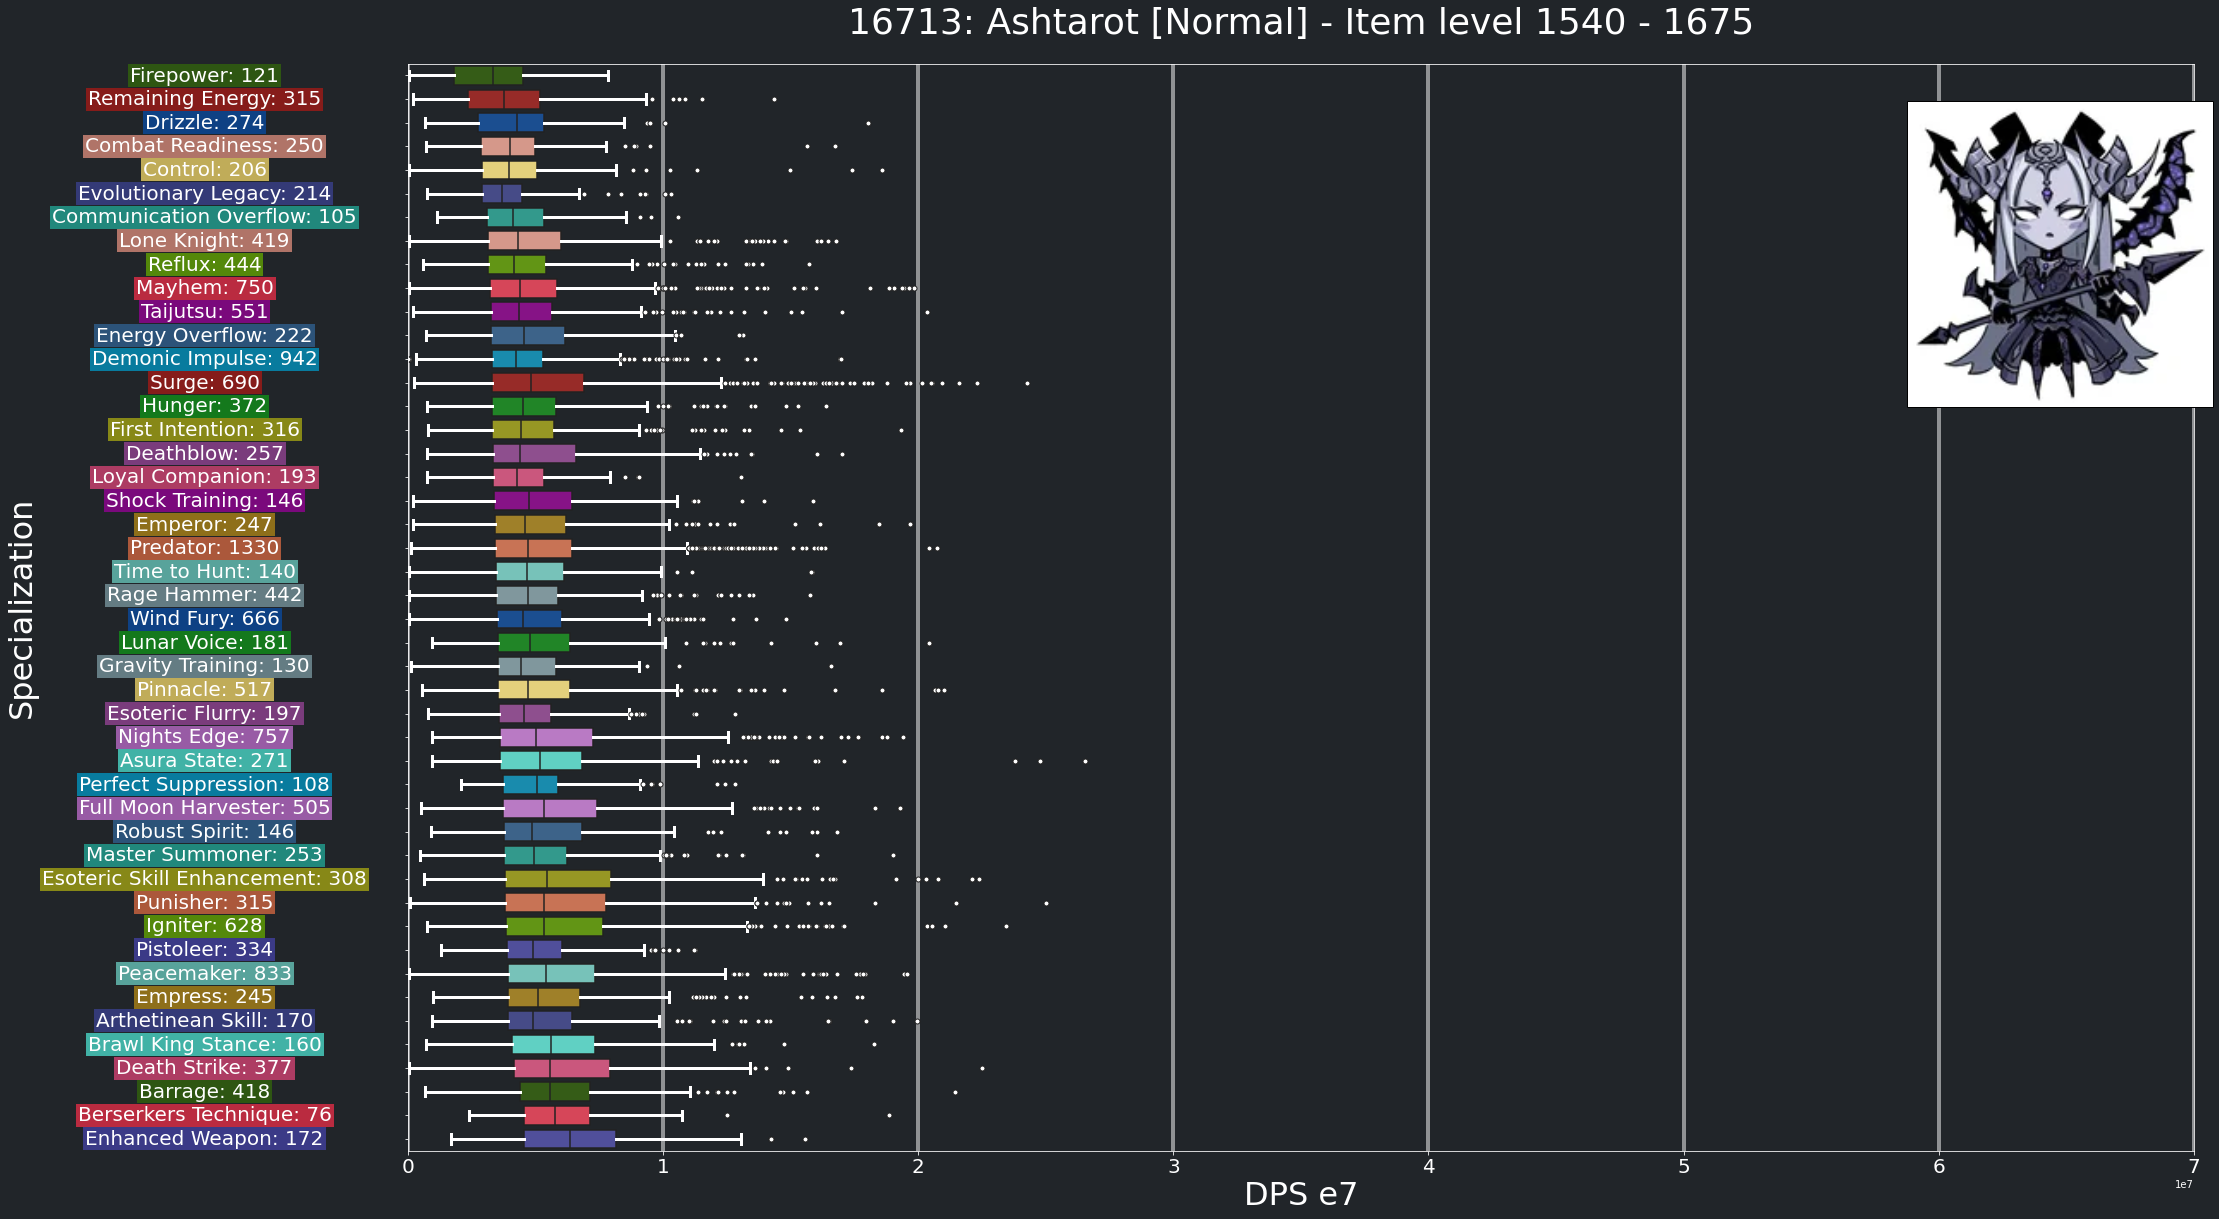 16713: Ashtarot [Normal] - Item level 1540 - 1675
Firepower: 121
Remaining Energy: 315
Drizzle: 274
Combat Readiness: 250
Control: 206
Evolutionary Legacy: 214
Communication Overflow: 105
Lone Knight: 419
Reflux: 444
Mayhem: 750
Taijutsu: 551
Energy Overflow: 222
Demonic Impulse: 942
Surge: 690
Hunger: 372
First Intention: 316
Deathblow: 257
Loyal Companion: 193
Shock Training: 146
Emperor: 247
Predator: 1330
Time to Hunt: 140
Rage Hammer: 442
Wind Fury: 666
Lunar Voice: 181
Gravity Training: 130
Pinnacle: 517
Esoteric Flurry: 197
Nights Edge: 757
Asura State: 271
Perfect Suppression: 108
Full Moon Harvester: 505
Robust Spirit: 146
Master Summoner: 253
Esoteric Skill Enhancement: 308
Punisher: 315
Igniter: 628
Pistoleer: 334
Peacemaker: 833
Empress: 245
Arthetinean Skill: 170
Brawl King Stance: 160
Death Strike: 377
Barrage: 418
Berserkers Technique: 76
Enhanced Weapon: 172
Specialization
0 1 2 3 4 5 6 7
DPS e7
1e7